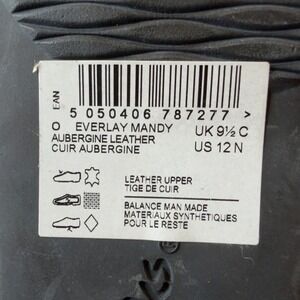 EAN
5 050406 787277 >
O EVERLAY MANDY UK 9½ C
AUBERGINE LEATHER US 12 N
CUIR AUBERGINE
LEATHER UPPER
TIGE DE CUIR
BALANCE MAN MADE
MATERIAUX SYNTHÉTIQUES
POUR LE RESTE